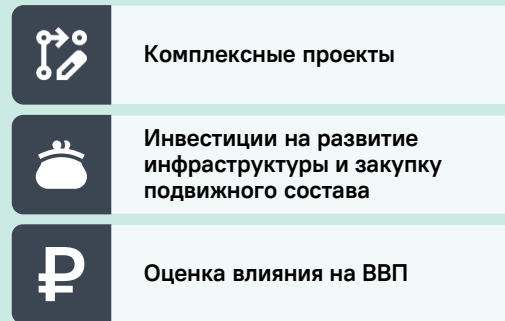 Комплексные проекты
Инвестиции на развитие
инфраструктуры и закупку
подвижного состава
₽
Оценка влияния на ВВП